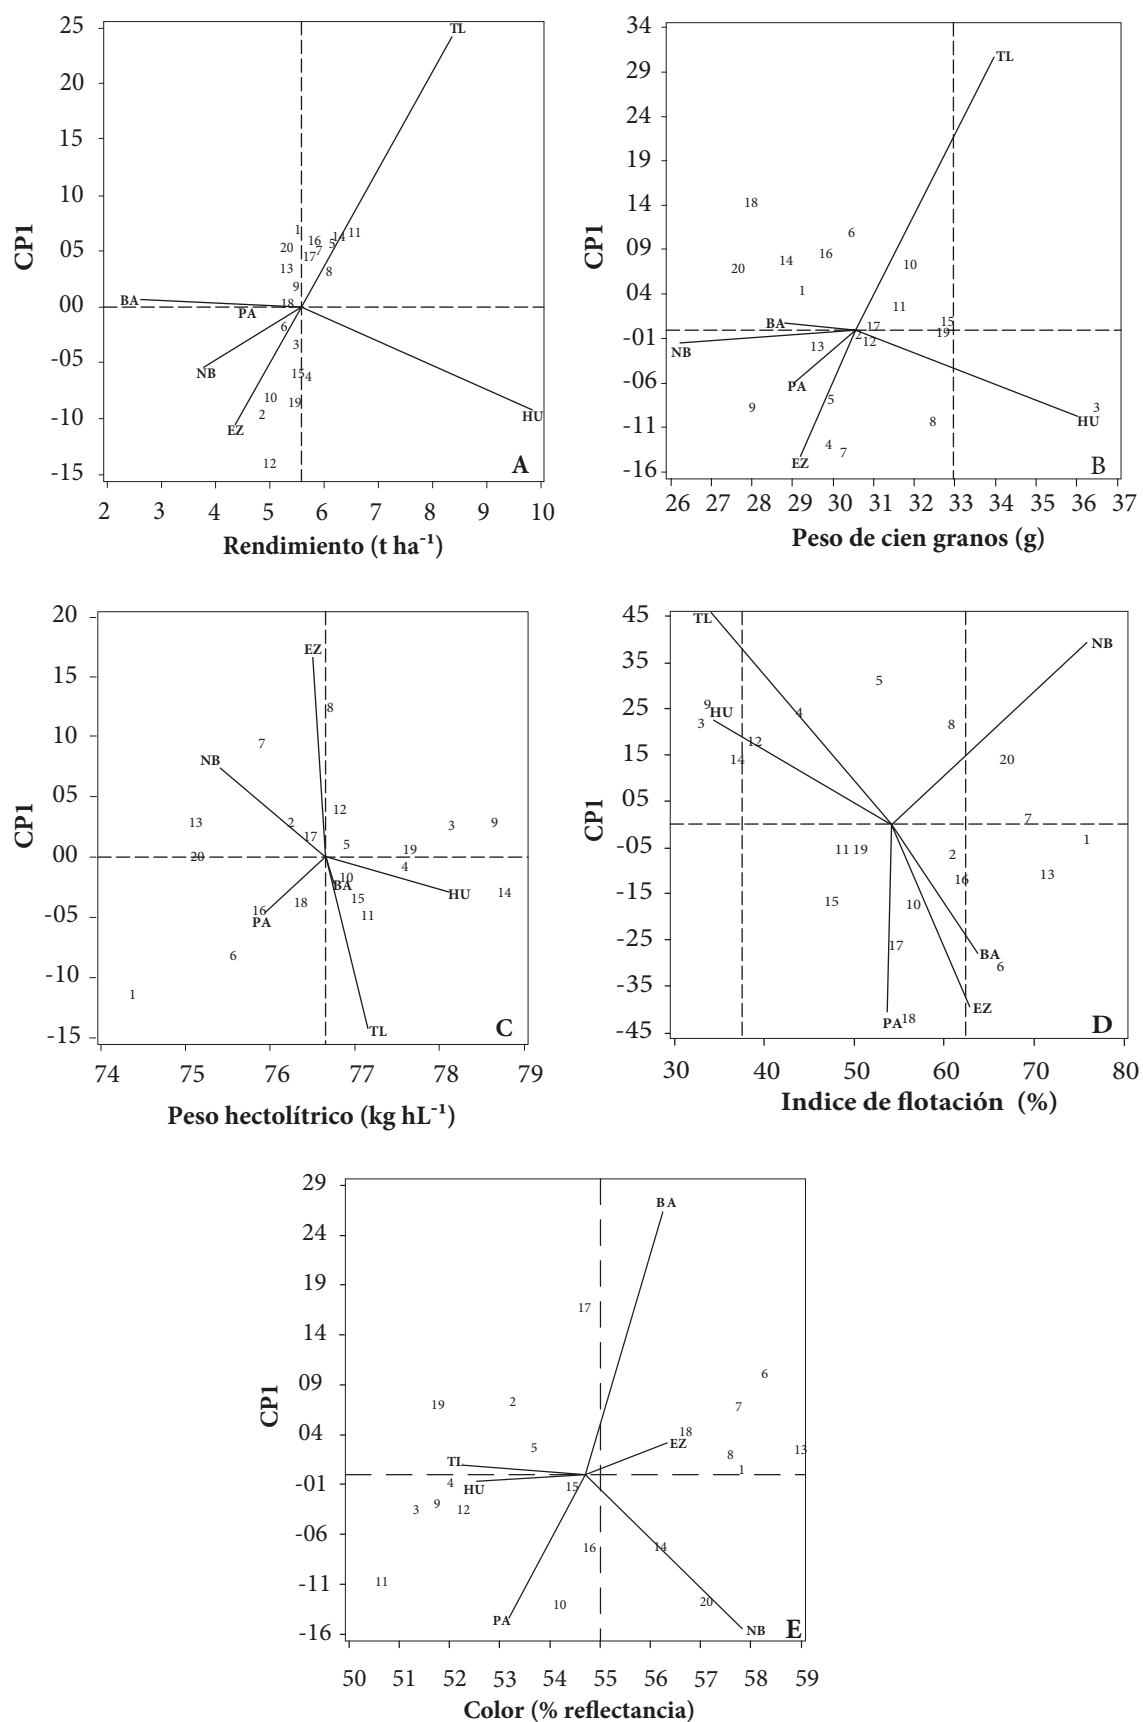 25
20
15
10
05
00
-05
-10
-15
CP1
TL
1
20
16
5
14
11
7
17
13
8
9
BA
18
PA
6
3
NB
15
4
10
19
2
HU
EZ
12
A
2 3 4 5 6 7 8 9 10
Rendimiento (t ha⁻¹)
34
29
24
19
14
09
04
-01
-06
-11
-16
CP1
TL
18
6
16
14
10
20
1
11
BA
17
15
2
12
NB
13
PA
5
9
3
8
HU
4
7
EZ
B
26 27 28 29 30 31 32 33 34 35 36 37
Peso de cien granos (g)
20
15
10
05
00
-05
-10
-15
CP1
EZ
8
7
NB
12
13
2
3
9
17
5
19
20
4
10
BA
HU
14
18
15
16
11
PA
6
1
TL
C
74 75 76 77 78 79
Peso hectolítrico (kg hL⁻¹)
45
35
25
15
05
-05
-15
-25
-35
-45
CP1
TL
NB
5
9
HU
3
4
8
12
14
20
7
1
11 19
2
16
13
15
10
17
BA
6
EZ
PA
18
D
30 40 50 60 70 80
Indice de flotación (%)
29
24
19
14
09
04
-01
-06
-11
-16
CP1
BA
17
6
19
2
7
18
EZ
5
8
13
TL
1
4
HU
15
3
9
12
16
14
11
10
20
PA
NB
E
50 51 52 53 54 55 56 57 58 59
Color (% reflectancia)